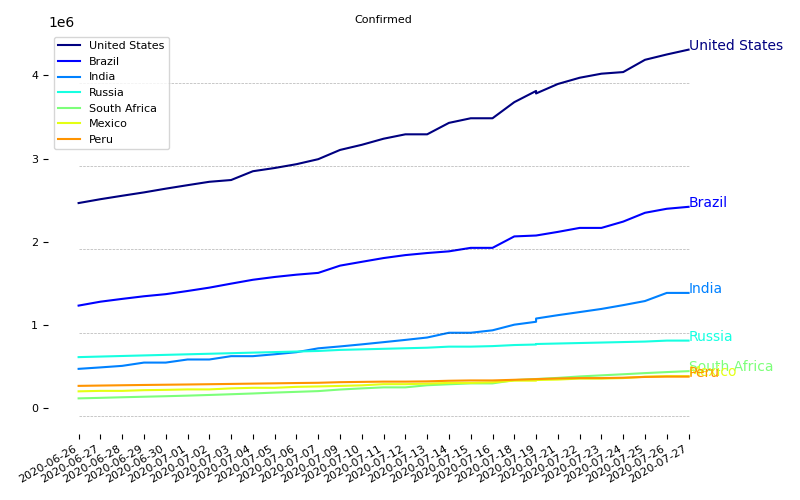 Confirmed
1e6
United States
Brazil
India
Russia
South Africa
Mexico
Peru
4
3
2
1
0
United States
Brazil
India
Russia
South Africa
Mexico
Peru
2020-06-26
2020-06-27
2020-06-28
2020-06-29
2020-06-30
2020-07-01
2020-07-02
2020-07-03
2020-07-04
2020-07-05
2020-07-06
2020-07-07
2020-07-09
2020-07-10
2020-07-11
2020-07-12
2020-07-13
2020-07-14
2020-07-15
2020-07-16
2020-07-18
2020-07-19
2020-07-21
2020-07-22
2020-07-23
2020-07-24
2020-07-25
2020-07-26
2020-07-27